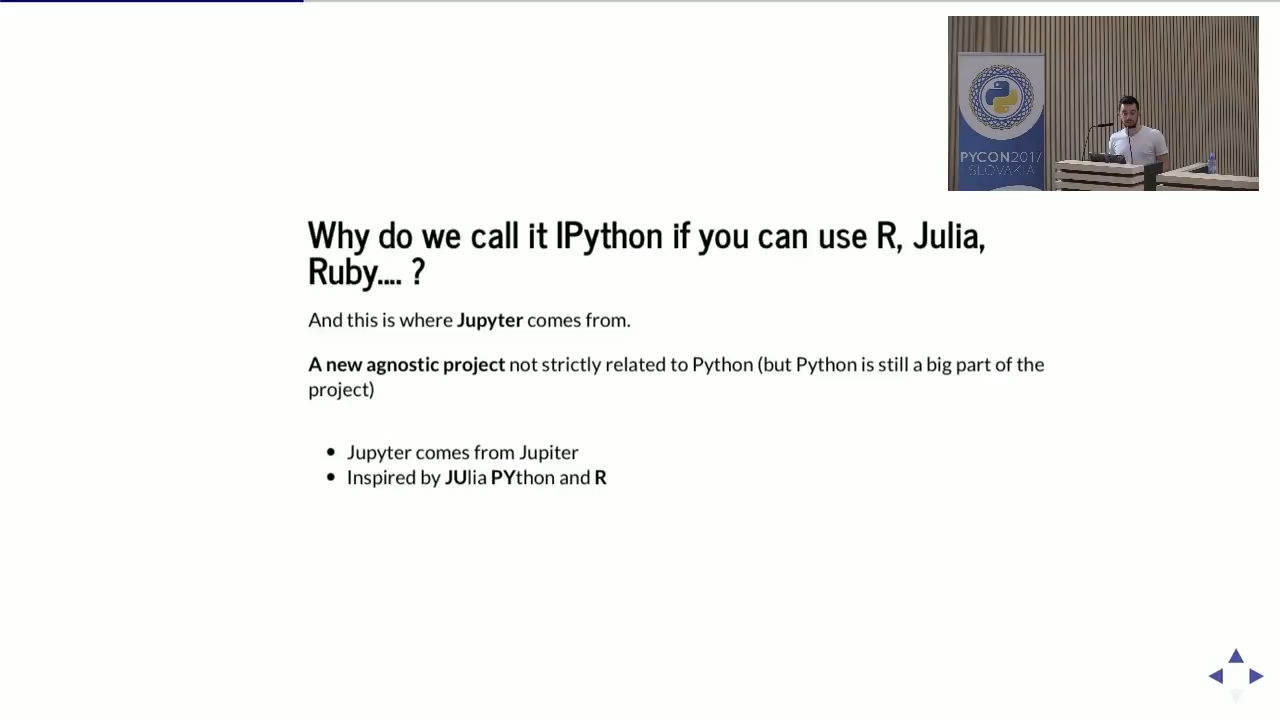 PYCON2017
SLOVAKIA
Why do we call it IPython if you can use R, Julia,
Ruby.... ?
And this is where Jupyter comes from.
A new agnostic project not strictly related to Python (but Python is still a big part of the
project)
Jupyter comes from Jupiter
Inspired by JUlia PYthon and R